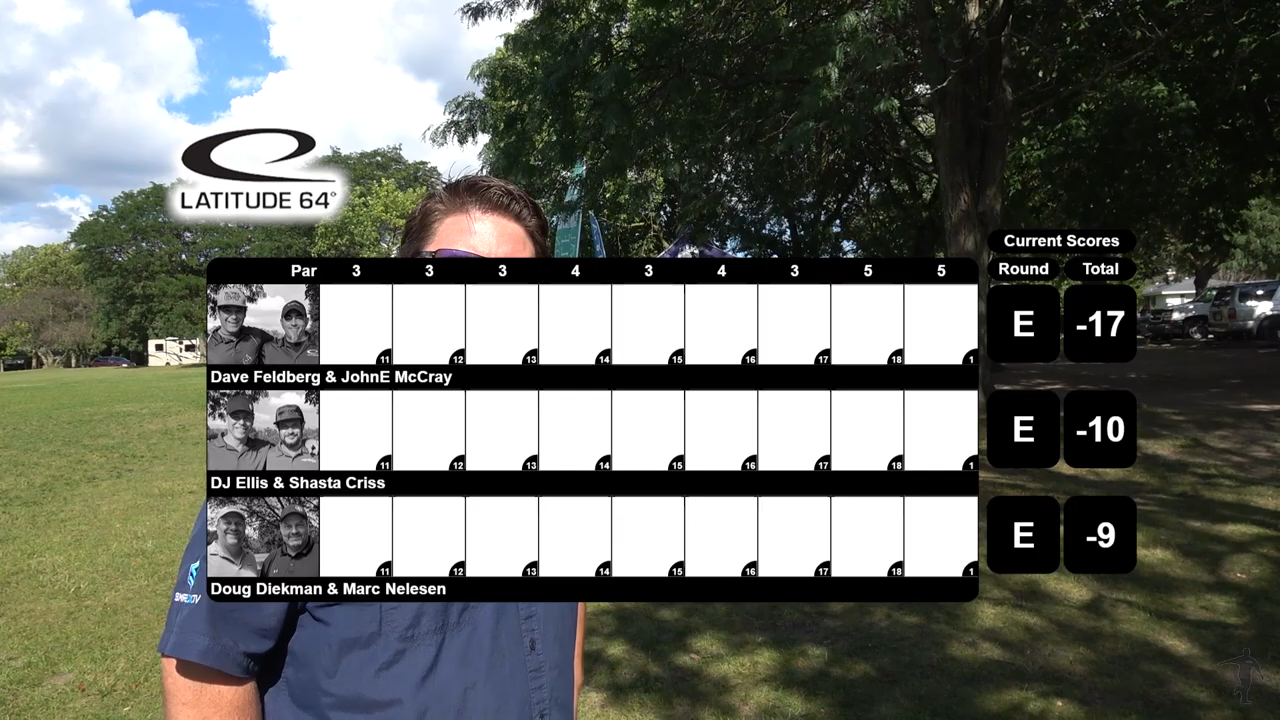 LATITUDE 64°
Current Scores
Par 3 3 3 4 3 4 3 5 5 Round Total
11 12 13 14 15 16 17 18 1 E -17
Dave Feldberg & JohnE McCray
11 12 13 14 15 16 17 18 1 E -10
DJ Ellis & Shasta Criss
11 12 13 14 15 16 17 18 1 E -9
Doug Diekman & Marc Nelesen